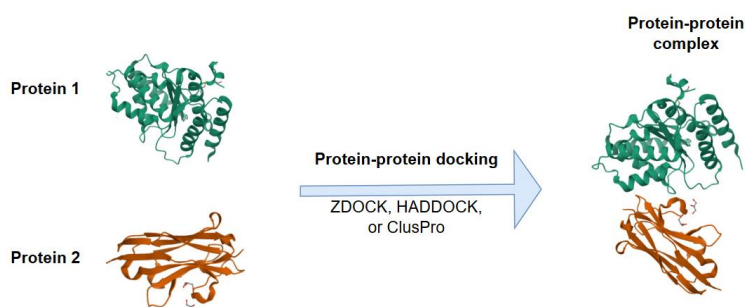 Protein-protein
complex
Protein 1
Protein-protein docking
ZDOCK, HADDOCK,
or ClusPro
Protein 2